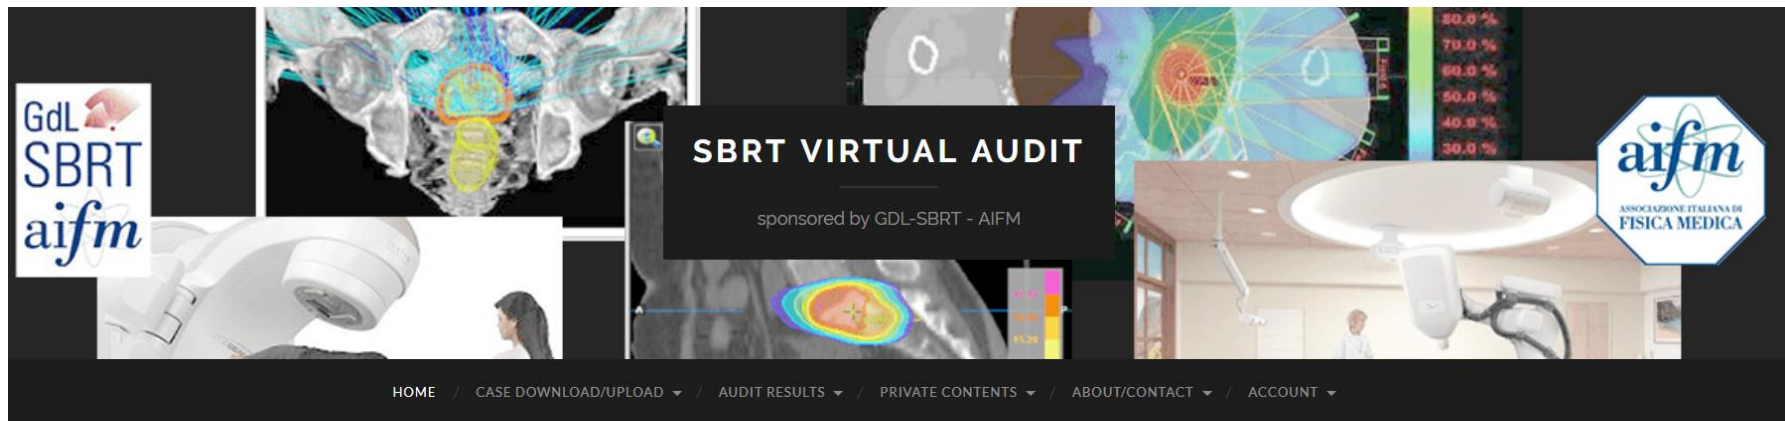 GdL
SBRT
aifm
SBRT VIRTUAL AUDIT
sponsored by GDL-SBRT - AIFM
80.0 %
70.0 %
60.0 %
50.0 %
40.0 %
30.0 %
aifm
ASSOCIAZIONE ITALIANA DI
FISICA MEDICA
15.20
HOME / CASE DOWNLOAD/UPLOAD / AUDIT RESULTS / PRIVATE CONTENTS / ABOUT/CONTACT / ACCOUNT